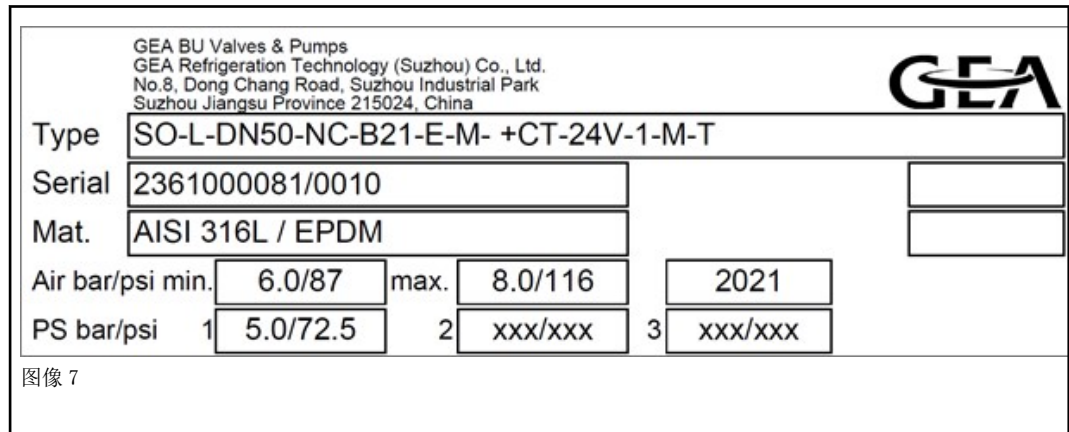 GEA BU Valves & Pumps
GEA Refrigeration Technology (Suzhou) Co., Ltd.
No.8, Dong Chang Road, Suzhou Industrial Park
Suzhou Jiangsu Province 215024, China
GEA
Type SO-L-DN50-NC-B21-E-M- +CT-24V-1-M-T
Serial 2361000081/0010
Mat. AISI 316L / EPDM
Air bar/psi min. 6.0/87 max. 8.0/116 2021
PS bar/psi 1 5.0/72.5 2 xxx/xxx 3 xxx/xxx
图像 7